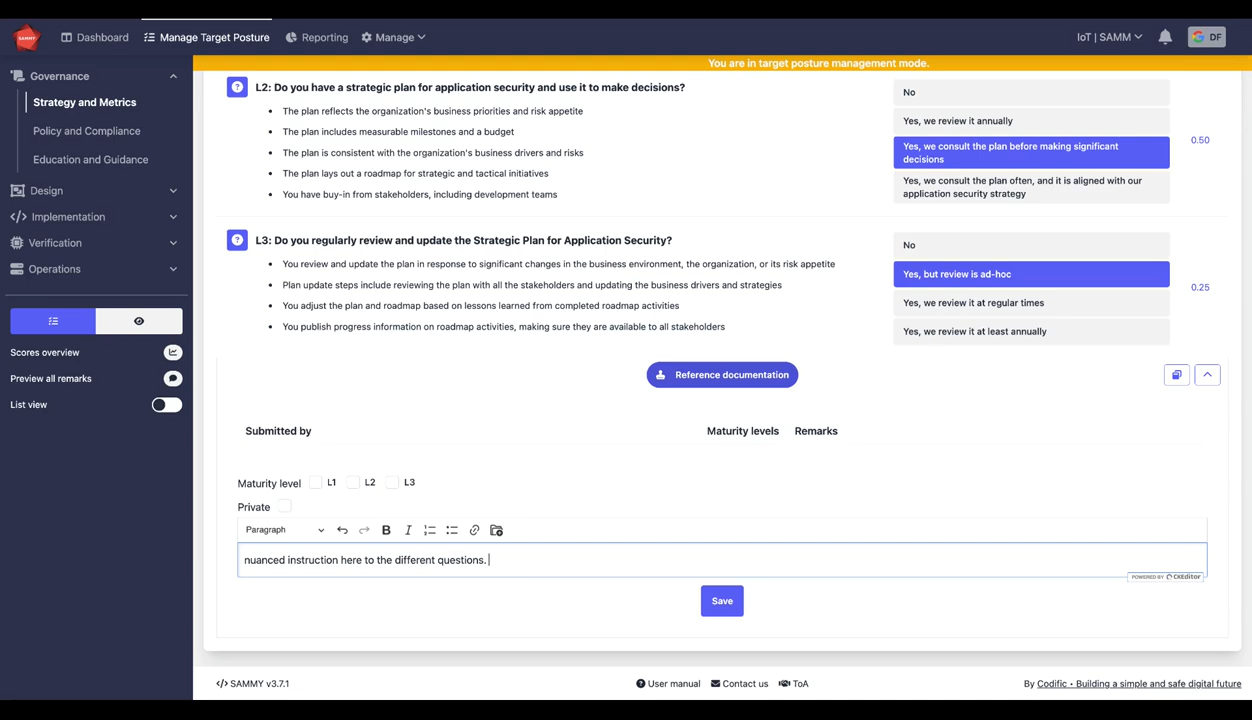 SAMMY
Dashboard
Manage Target Posture
Reporting
Manage
IoT | SAMM
DF
You are in target posture management mode.
Governance
Strategy and Metrics
Policy and Compliance
Education and Guidance
Design
Implementation
Verification
Operations
Scores overview
Preview all remarks
List view
L2: Do you have a strategic plan for application security and use it to make decisions?
The plan reflects the organization's business priorities and risk appetite
The plan includes measurable milestones and a budget
The plan is consistent with the organization's business drivers and risks
The plan lays out a roadmap for strategic and tactical initiatives
You have buy-in from stakeholders, including development teams
No
Yes, we review it annually
Yes, we consult the plan before making significant
decisions
Yes, we consult the plan often, and it is aligned with our
application security strategy
0.50
L3: Do you regularly review and update the Strategic Plan for Application Security?
You review and update the plan in response to significant changes in the business environment, the organization, or its risk appetite
Plan update steps include reviewing the plan with all the stakeholders and updating the business drivers and strategies
You adjust the plan and roadmap based on lessons learned from completed roadmap activities
You publish progress information on roadmap activities, making sure they are available to all stakeholders
No
Yes, but review is ad-hoc
Yes, we review it at regular times
Yes, we review it at least annually
0.25
Reference documentation
Submitted by
Maturity levels
Remarks
Maturity level
L1
L2
L3
Private
Paragraph
B
I
nuanced instruction here to the different questions.
POWERED BY CKEditor
Save
</> SAMMY v3.7.1
User manual
Contact us
ToA
By Codific • Building a simple and safe digital future